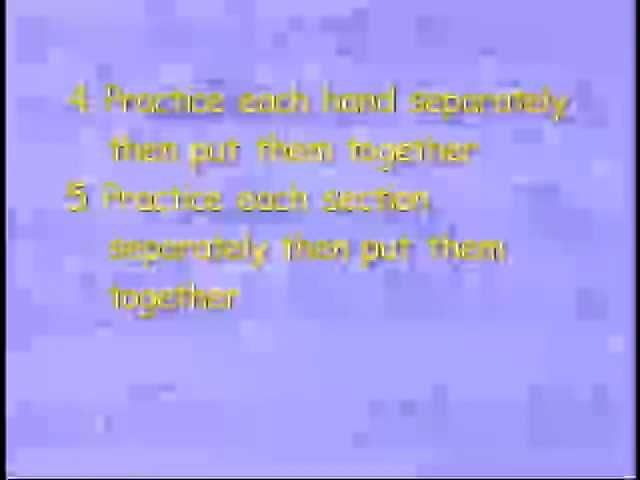 4 Practice each hand separately
then put them together
5 Practice each section
separately then put them
together